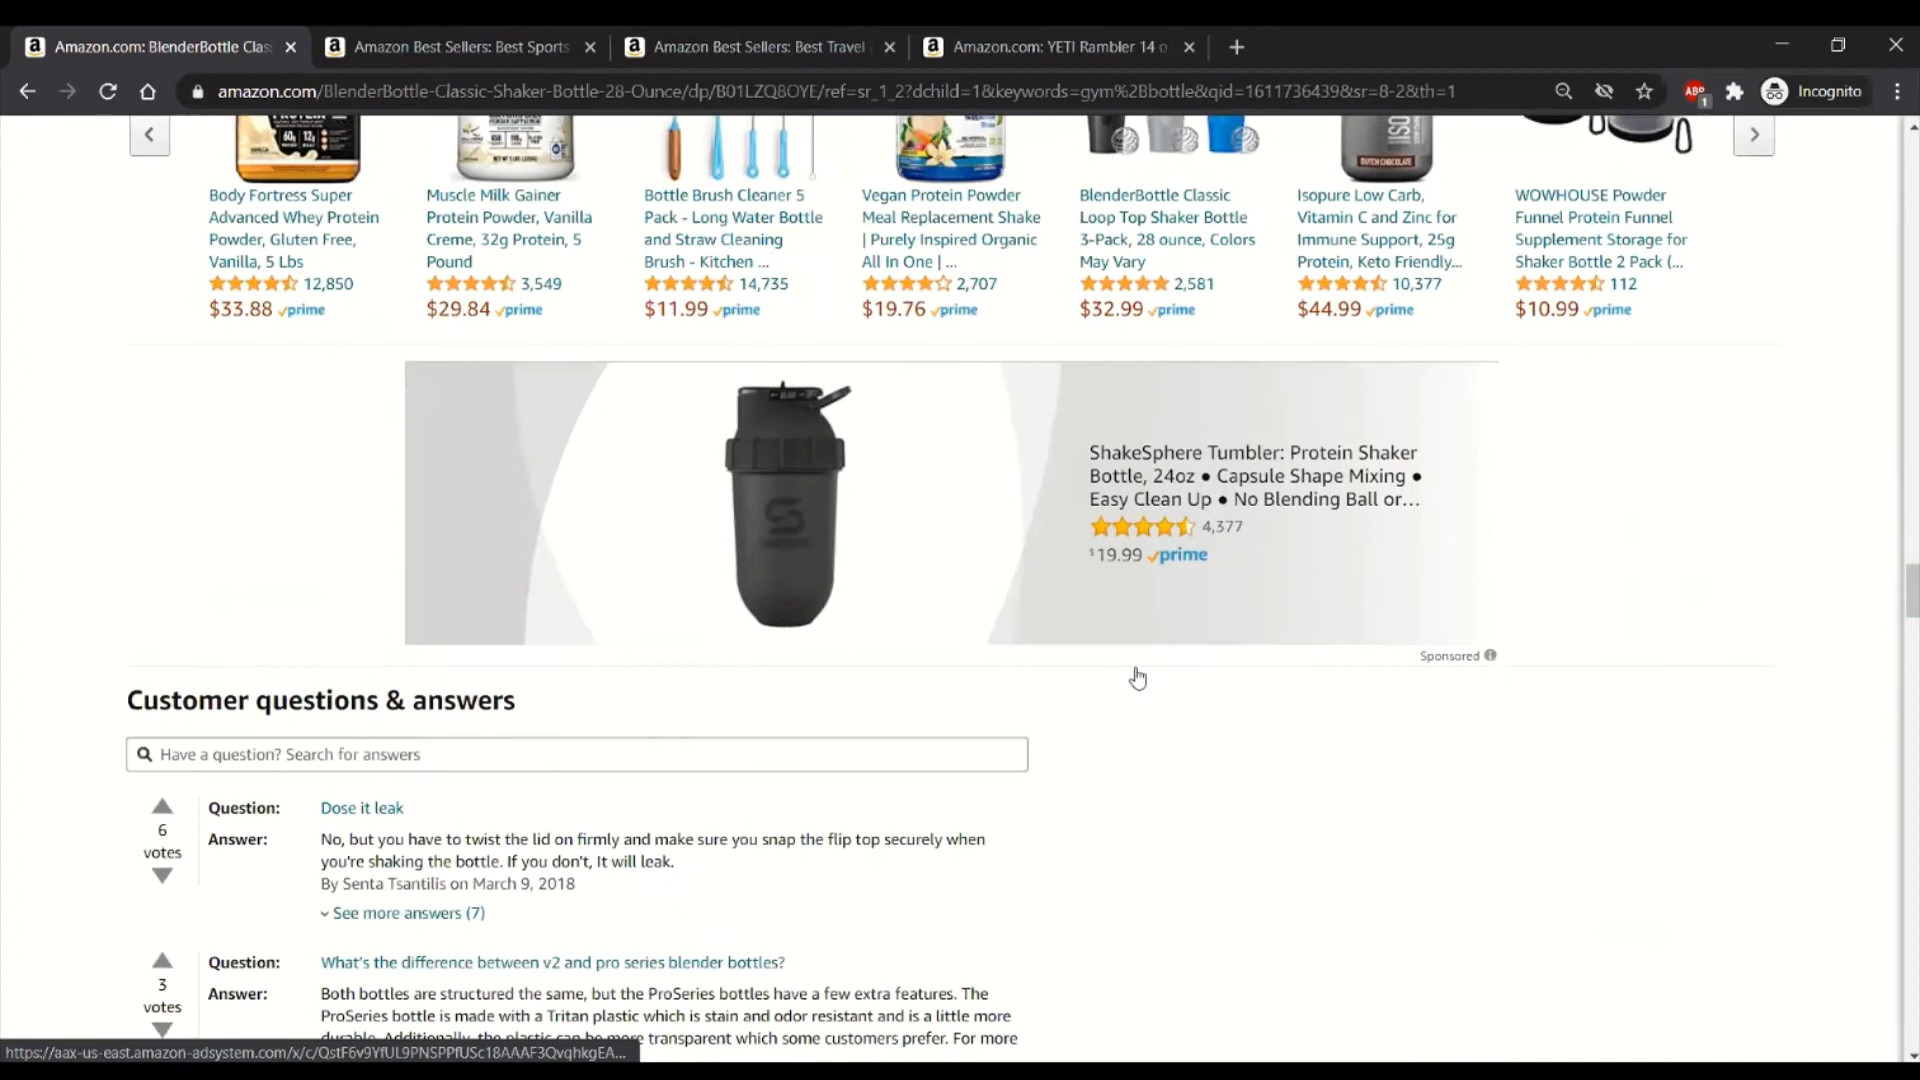 Amazon.com: BlenderBottle Clas
Amazon Best Sellers: Best Sports
Amazon Best Sellers: Best Travel
Amazon.com: YETI Rambler 14 o
amazon.com/BlenderBottle-Classic-Shaker-Bottle-28-Ounce/dp/B01LZQ8OYE/ref=sr_1_2?dchild=1&keywords=gym%2Bbottle&qid=1611736439&sr=8-2&th=1
ABP
1
Incognito
PROTEIN
60g 12g
DUTCH CHOCOLATE
Body Fortress Super
Advanced Whey Protein
Powder, Gluten Free,
Vanilla, 5 Lbs
12,850
$33.88 prime
Muscle Milk Gainer
Protein Powder, Vanilla
Creme, 32g Protein, 5
Pound
3,549
$29.84 prime
Bottle Brush Cleaner 5
Pack - Long Water Bottle
and Straw Cleaning
Brush - Kitchen ...
14,735
$11.99 prime
Vegan Protein Powder
Meal Replacement Shake
| Purely Inspired Organic
All In One | ...
2,707
$19.76 prime
BlenderBottle Classic
Loop Top Shaker Bottle
3-Pack, 28 ounce, Colors
May Vary
2,581
$32.99 prime
Isopure Low Carb,
Vitamin C and Zinc for
Immune Support, 25g
Protein, Keto Friendly...
10,377
$44.99 prime
WOWHOUSE Powder
Funnel Protein Funnel
Supplement Storage for
Shaker Bottle 2 Pack (...
112
$10.99 prime
ShakeSphere Tumbler: Protein Shaker
Bottle, 24oz ● Capsule Shape Mixing ●
Easy Clean Up ● No Blending Ball or...
4,377
$19.99 prime
Sponsored
Customer questions & answers
Have a question? Search for answers
6
votes
Question: Dose it leak
Answer: No, but you have to twist the lid on firmly and make sure you snap the flip top securely when
you're shaking the bottle. If you don't, It will leak.
By Senta Tsantilis on March 9, 2018
See more answers (7)
3
votes
Question: What's the difference between v2 and pro series blender bottles?
Answer: Both bottles are structured the same, but the ProSeries bottles have a few extra features. The
ProSeries bottle is made with a Tritan plastic which is stain and odor resistant and is a little more
durable. Additionally, the plastic can be more transparent which some customers prefer. For more
https://aax-us-east.amazon-adsystem.com/x/c/QstF6v9YfUL9PNSPPfUSc18AAAF3QvqhkgEA...